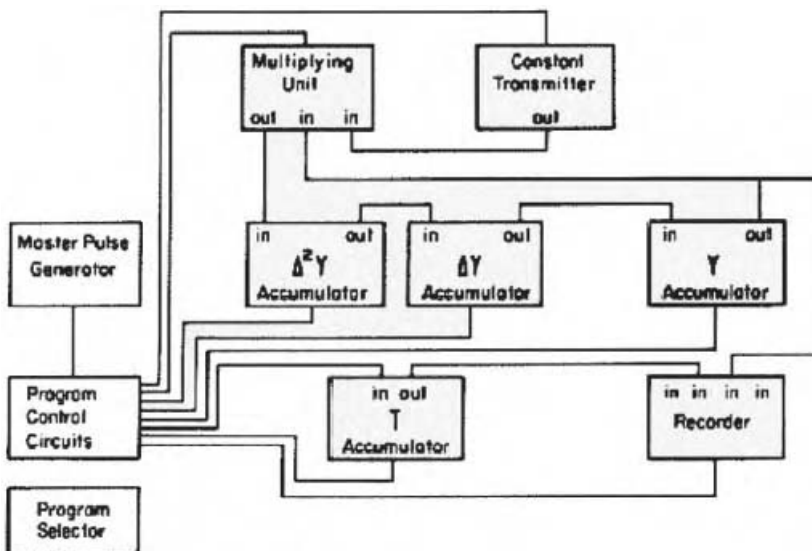 Multiplying
Unit
out in in
Constant
Transmitter
out
Master Pulse
Generator
in out
Δ²Y
Accumulator
in out
ΔY
Accumulator
in out
Y
Accumulator
Program
Control
Circuits
in out
T
Accumulator
in in in in
Recorder
Program
Selector